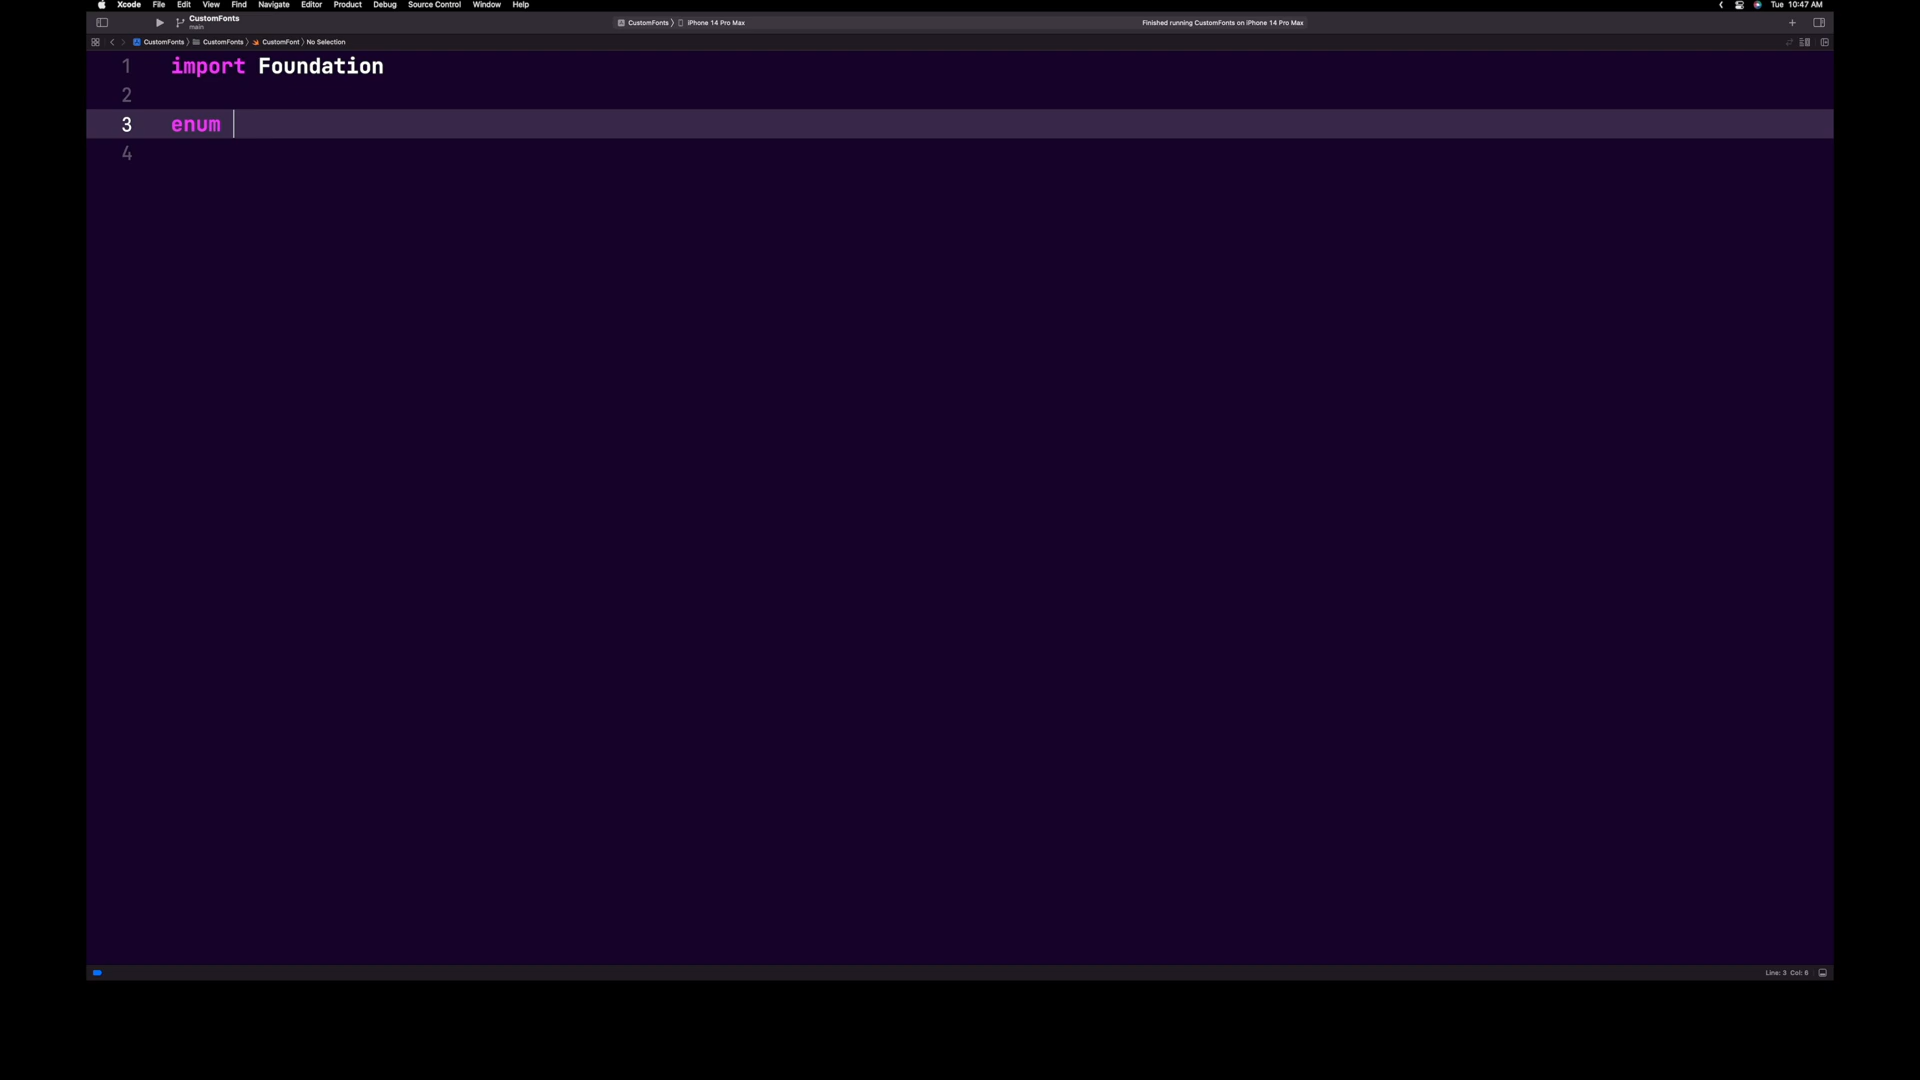 Xcode File Edit View Find Navigate Editor Product Debug Source Control Window Help Tue 10:47 AM
CustomFonts
main
CustomFonts 〉 iPhone 14 Pro Max
Finished running CustomFonts on iPhone 14 Pro Max
CustomFonts 〉 CustomFonts 〉 CustomFont 〉 No Selection
1 import Foundation
2
3 enum
4
Line: 3 Col: 6